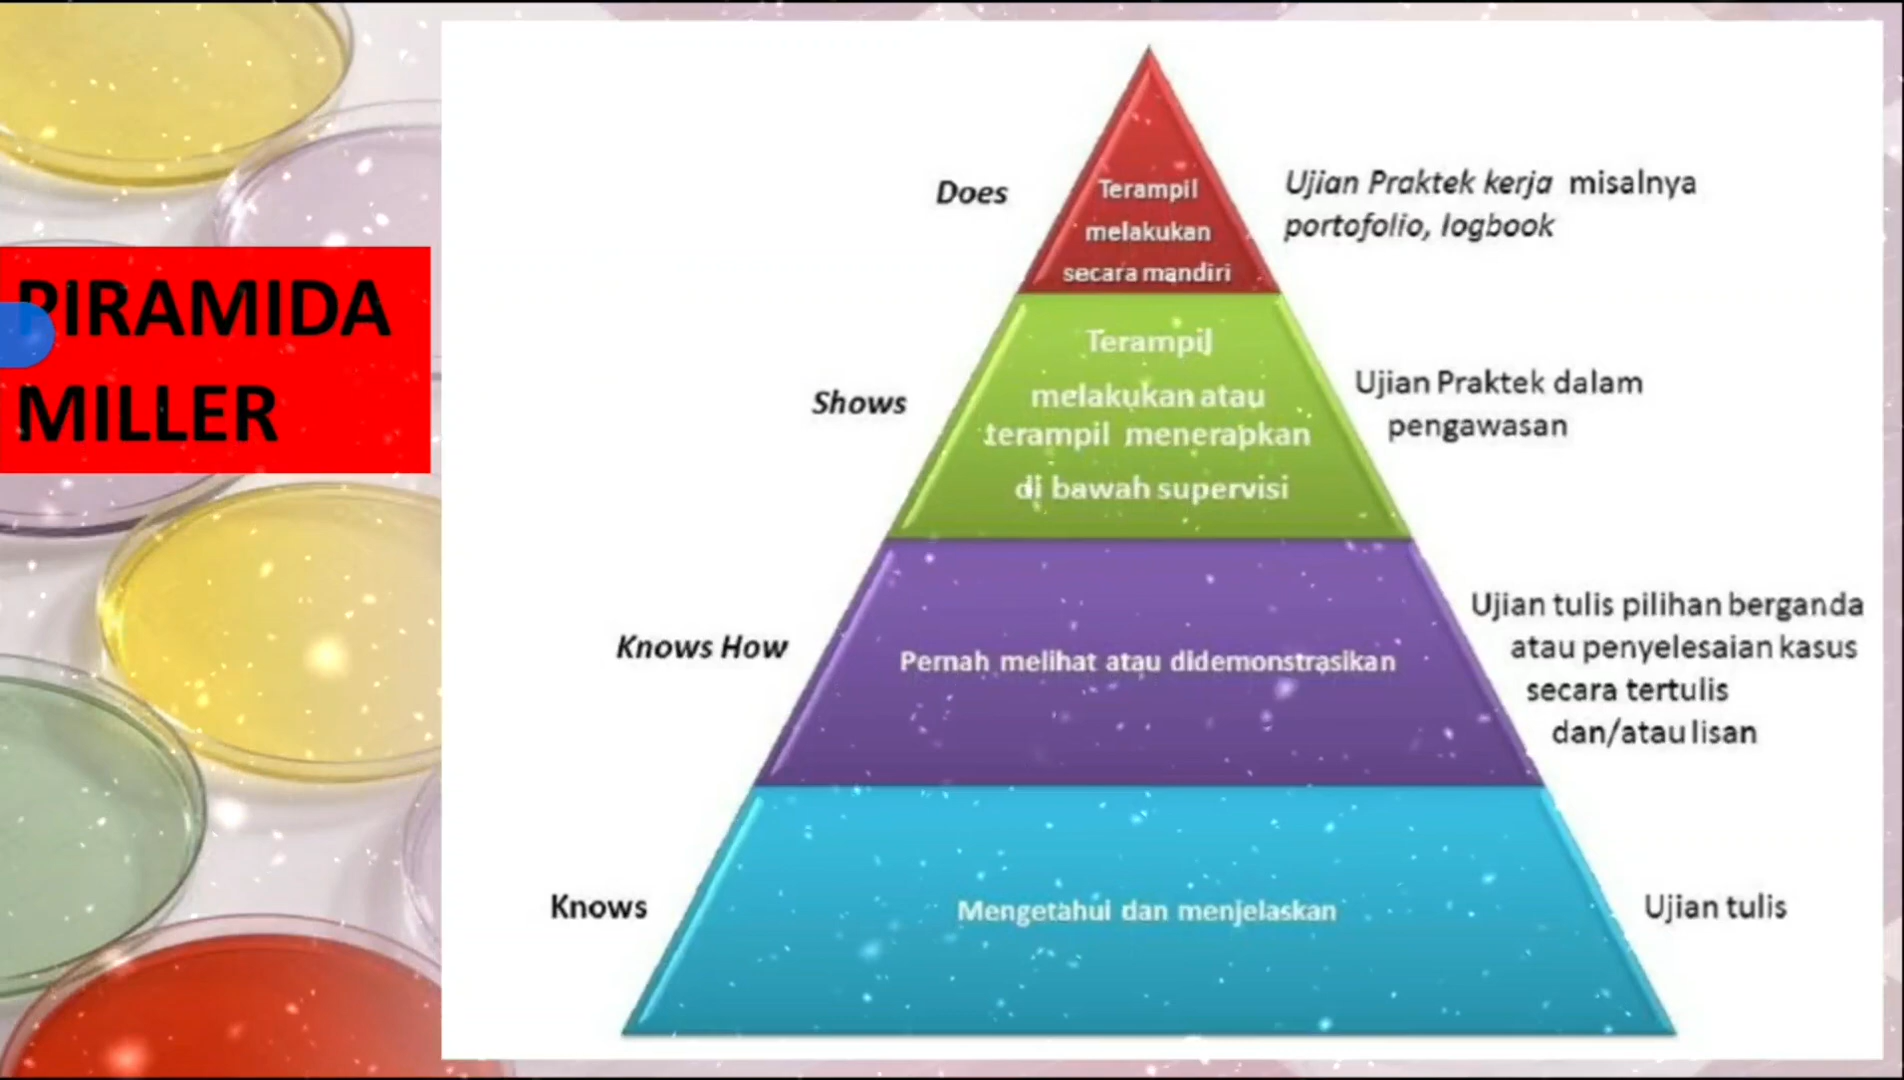 PIRAMIDA
MILLER
Does
Terampil
melakukan
secara mandiri
Ujian Praktek kerja misalnya
portofolio, logbook
Shows
Terampil
melakukan atau
terampil menerapkan
di bawah supervisi
Ujian Praktek dalam
pengawasan
Knows How
Pernah melihat atau didemonstrasikan
Ujian tulis pilihan berganda
atau penyelesaian kasus
secara tertulis
dan/atau lisan
Knows
Mengetahui dan menjelaskan
Ujian tulis